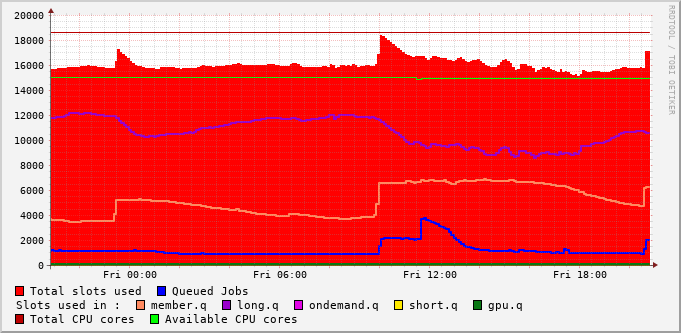 20000
18000
16000
14000
12000
10000
8000
6000
4000
2000
0
Fri 00:00 Fri 06:00 Fri 12:00 Fri 18:00
RRDTOOL / TOBI OETIKER
Total slots used Queued Jobs
Slots used in : member.q long.q ondemand.q short.q gpu.q
Total CPU cores Available CPU cores